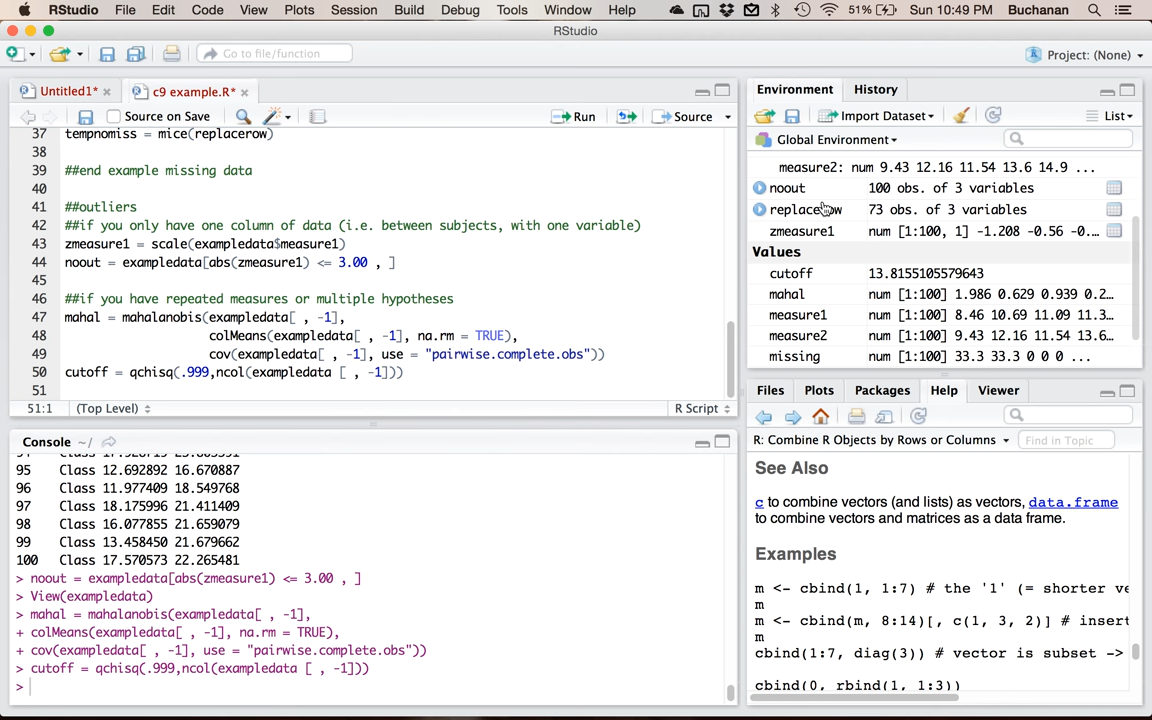 RStudio File Edit Code View Plots Session Build Debug Tools Window Help 51% Sun 10:49 PM Buchanan
RStudio
Go to file/function Project: (None)
Untitled1* c9 example.R*
Source on Save Run Source
37 tempnomiss = mice(replacerow)
38
39 ##end example missing data
40
41 ##outliers
42 ##if you only have one column of data (i.e. between subjects, with one variable)
43 zmeasure1 = scale(exampledata$measure1)
44 noout = exampledata[abs(zmeasure1) <= 3.00 , ]
45
46 ##if you have repeated measures or multiple hypotheses
47 mahal = mahalanobis(exampledata[ , -1],
48 colMeans(exampledata[ , -1], na.rm = TRUE),
49 cov(exampledata[ , -1], use = "pairwise.complete.obs"))
50 cutoff = qchisq(.999,ncol(exampledata [ , -1]))
51
51:1 (Top Level) R Script
Console ~/
95 Class 12.692892 16.670887
96 Class 11.977409 18.549768
97 Class 18.175996 21.411409
98 Class 16.077855 21.659079
99 Class 13.458450 21.679662
100 Class 17.570573 22.265481
> noout = exampledata[abs(zmeasure1) <= 3.00 , ]
> View(exampledata)
> mahal = mahalanobis(exampledata[ , -1],
+ colMeans(exampledata[ , -1], na.rm = TRUE),
+ cov(exampledata[ , -1], use = "pairwise.complete.obs"))
> cutoff = qchisq(.999,ncol(exampledata [ , -1]))
>
Environment History
Import Dataset List
Global Environment
measure2: num 9.43 12.16 11.54 13.6 14.9 ...
noout 100 obs. of 3 variables
replacerow 73 obs. of 3 variables
zmeasure1 num [1:100, 1] -1.208 -0.56 -0.…
Values
cutoff 13.8155105579643
mahal num [1:100] 1.986 0.629 0.939 0.2…
measure1 num [1:100] 8.46 10.69 11.09 11.3…
measure2 num [1:100] 9.43 12.16 11.54 13.6…
missing num [1:100] 33.3 33.3 0 0 0 ...
Files Plots Packages Help Viewer
R: Combine R Objects by Rows or Columns Find in Topic
See Also
c to combine vectors (and lists) as vectors, data.frame
to combine vectors and matrices as a data frame.
Examples
m <- cbind(1, 1:7) # the '1' (= shorter ve
m
m <- cbind(m, 8:14)[, c(1, 3, 2)] # insert
m
cbind(1:7, diag(3)) # vector is subset ->
cbind(0, rbind(1, 1:3))